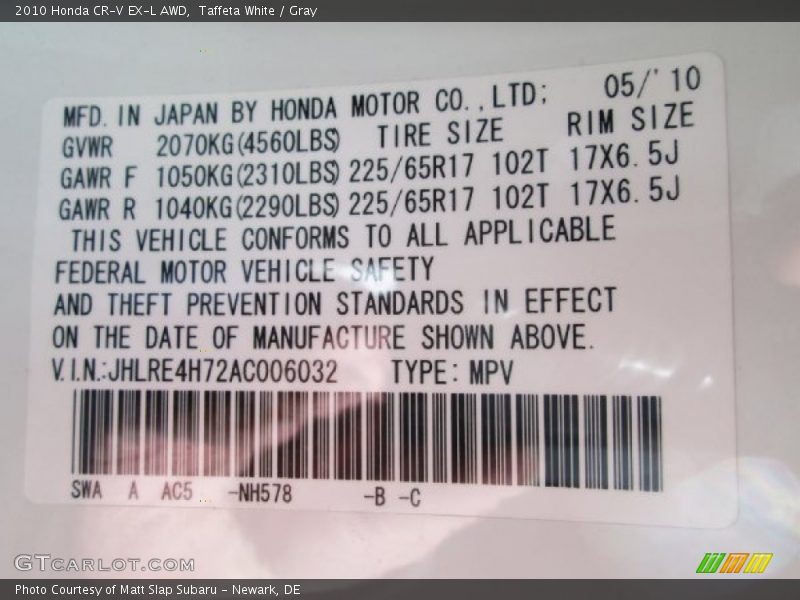 2010 Honda CR-V EX-L AWD,  Taffeta White / Gray
MFD. IN JAPAN BY HONDA MOTOR CO., LTD; 05/'10
GVWR 2070KG(4560LBS) TIRE SIZE RIM SIZE
GAWR F 1050KG(2310LBS) 225/65R17 102T 17X6.5J
GAWR R 1040KG(2290LBS) 225/65R17 102T 17X6.5J
THIS VEHICLE CONFORMS TO ALL APPLICABLE
FEDERAL MOTOR VEHICLE SAFETY
AND THEFT PREVENTION STANDARDS IN EFFECT
ON THE DATE OF MANUFACTURE SHOWN ABOVE.
V.I.N.:JHLRE4H72AC006032 TYPE: MPV
SWA A AC5 -NH578 -B -C
GTCARLOT.COM
Photo Courtesy of Matt Slap Subaru - Newark, DE